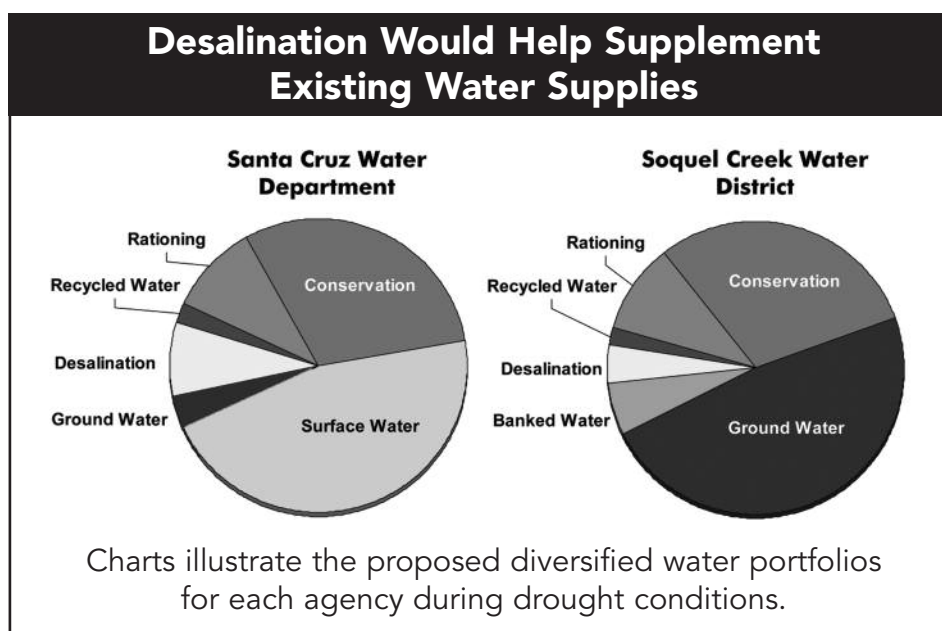 Desalination Would Help Supplement
Existing Water Supplies
Santa Cruz Water
Department
Rationing
Recycled Water
Desalination
Ground Water
Conservation
Surface Water
Soquel Creek Water
District
Rationing
Recycled Water
Desalination
Banked Water
Conservation
Ground Water
Charts illustrate the proposed diversified water portfolios
for each agency during drought conditions.